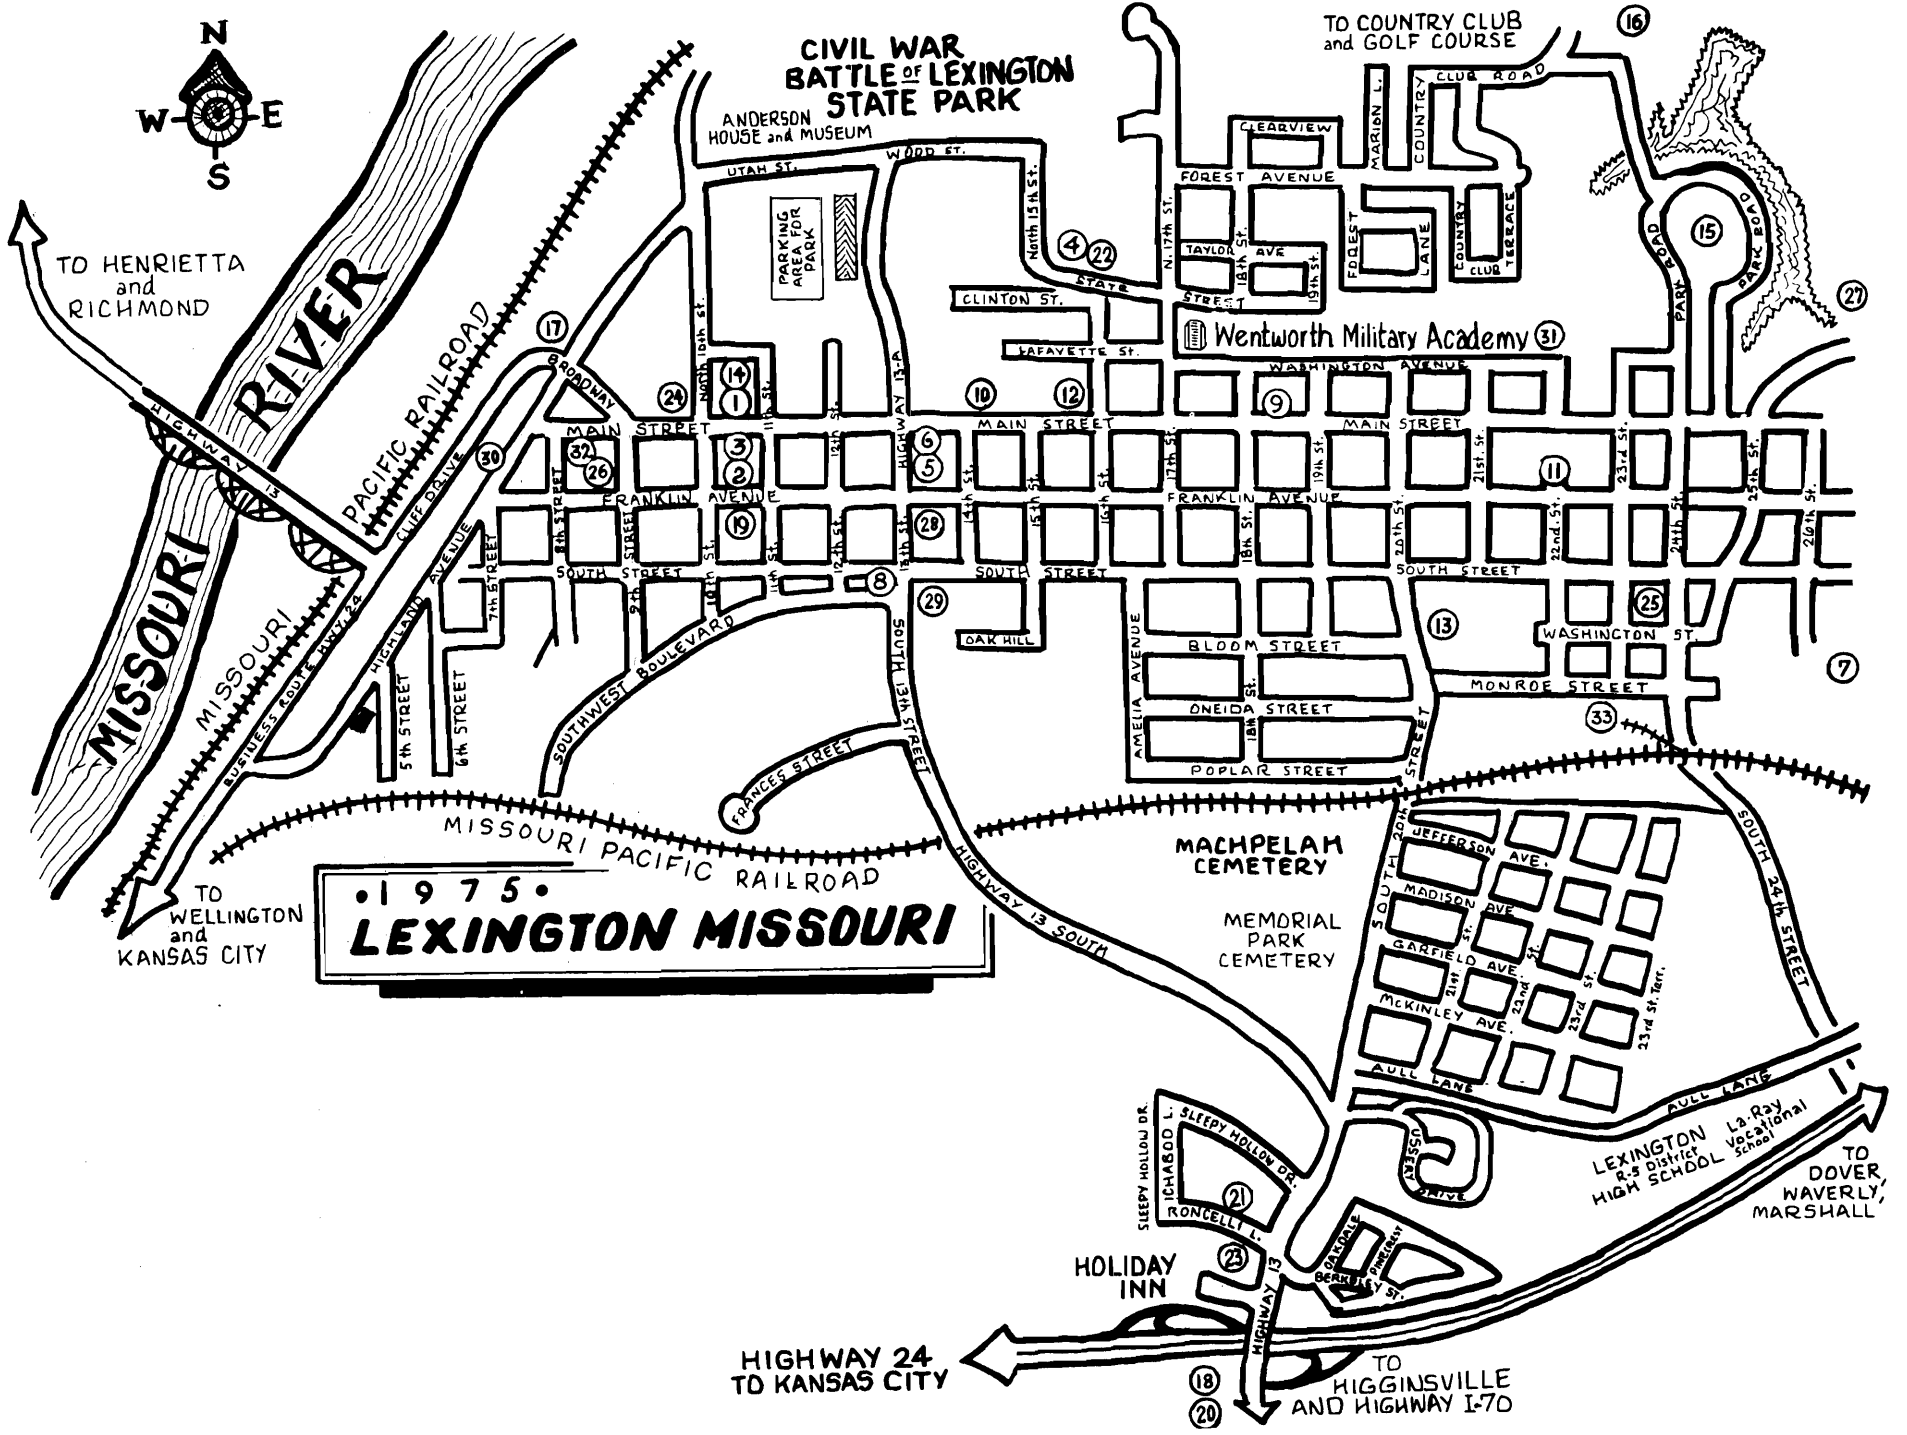 N
W
E
S
CIVIL WAR
BATTLE OF LEXINGTON
STATE PARK
ANDERSON
HOUSE and MUSEUM
TO COUNTRY CLUB
and GOLF COURSE
16
CLUB ROAD
MARION L.
COUNTRY
CLEARVIEW
FOREST AVENUE
WOOD ST.
UTAH ST.
PARKING
AREA FOR
PARK
North 15th St.
N. 17th ST.
TAYLOR AVE
18th St.
19th St.
FOREST
LANE
COUNTRY
CLUB
TERRACE
15
PARK ROAD
PARK ROAD
27
4
22
STATE
STREET
CLINTON ST.
LAFAYETTE St.
Wentworth Military Academy
31
WASHINGTON AVENUE
TO HENRIETTA
and
RICHMOND
MISSOURI
RIVER
HIGHWAY 13
PACIFIC RAILROAD
MISSOURI
17
BROADWAY
24
North 10th St.
14
1
11th St.
12th St.
HIGHWAY 13-A
10
12
9
MAIN STREET
MAIN STREET
MAIN STREET
30
CLIFF DRIVE
32
26
3
2
6
5
11
14th St.
15th St.
16th St.
17th St.
19th St.
21st. St.
23rd St.
25th St.
FRANKLIN AVENUE
FRANKLIN AVENUE
8th STREET
STREET
19
28
7th STREET
10th St.
11th St.
12th St.
13th St.
18th St.
20th St.
22nd. St.
24th St.
26th St.
SOUTH STREET
SOUTH STREET
SOUTH STREET
9th
8
29
13
25
7
33
HIGHLAND AVENUE
BUSINESS ROUTE HWY. 24
5th STREET
6th STREET
SOUTHWEST BOULEVARD
SOUTH 13th STREET
FRANCES STREET
OAK HILL
AMELIA AVENUE
BLOOM STREET
18th St.
ONEIDA STREET
POPLAR STREET
WASHINGTON ST.
MONROE STREET
MISSOURI PACIFIC RAILROAD
TO
WELLINGTON
and
KANSAS CITY
•1975•
LEXINGTON MISSOURI
HIGHWAY 13 SOUTH
MACHPELAH
CEMETERY
MEMORIAL
PARK
CEMETERY
SOUTH 20th STREET
JEFFERSON AVE.
MADISON AVE
GARFIELD AVE.
McKINLEY AVE.
21st. St.
22nd St.
23rd St.
23rd St. Terr.
AULL LANE
AULL LANE
SOUTH 24th STREET
SLEEPY HOLLOW DR.
ICHABOD L.
SLEEPY HOLLOW DR.
21
RONCELLI L.
23
USSERY
DRIVE
LEXINGTON
R-5 District
HIGH SCHOOL
La-Ray
Vocational
School
TO
DOVER,
WAVERLY,
MARSHALL
OAKDALE
PINECREST
BERKLEY ST.
HOLIDAY
INN
HIGHWAY 13
HIGHWAY 24
TO KANSAS CITY
18
20
TO
HIGGINSVILLE
AND HIGHWAY I-70